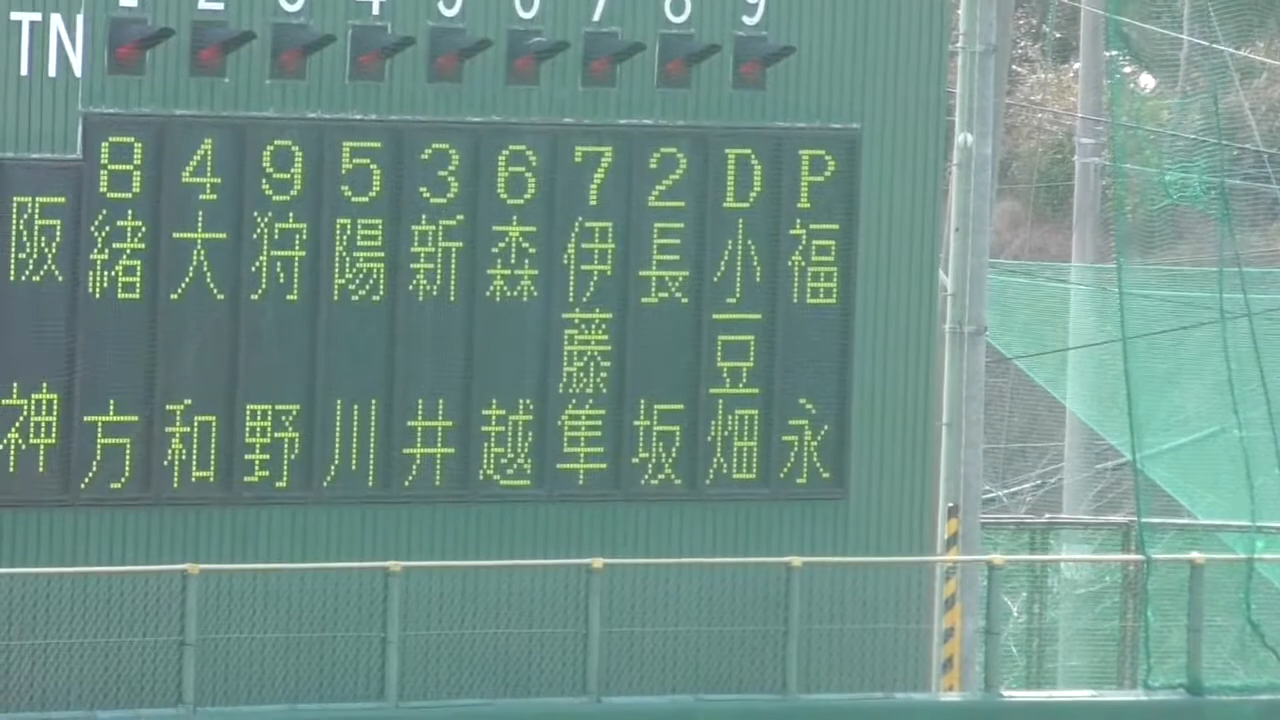 TN 1 2 3 4 5 6 7 8 9
8 4 9 5 3 6 7 2 D P
阪神
緒方
大和
狩野
陽川
新井
森越
伊藤隼
長坂
小豆畑
福永